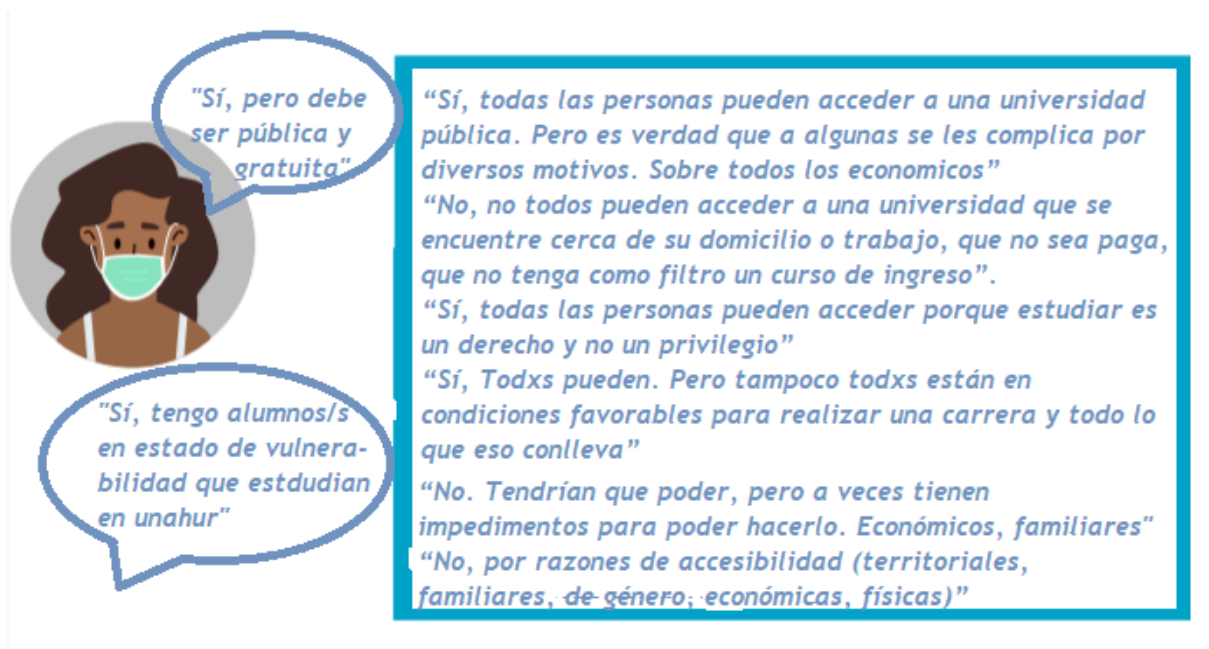 "Sí, pero debe
ser pública y
gratuita"
"Sí, tengo alumnos/s
en estado de vulnera-
bilidad que estdudian
en unahur"
“Sí, todas las personas pueden acceder a una universidad
pública. Pero es verdad que a algunas se les complica por
diversos motivos. Sobre todos los economicos”
“No, no todos pueden acceder a una universidad que se
encuentre cerca de su domicilio o trabajo, que no sea paga,
que no tenga como filtro un curso de ingreso”.
“Sí, todas las personas pueden acceder porque estudiar es
un derecho y no un privilegio”
“Sí, Todxs pueden. Pero tampoco todxs están en
condiciones favorables para realizar una carrera y todo lo
que eso conlleva”
“No. Tendrían que poder, pero a veces tienen
impedimentos para poder hacerlo. Económicos, familiares"
“No, por razones de accesibilidad (territoriales,
familiares, de género, económicas, físicas)”